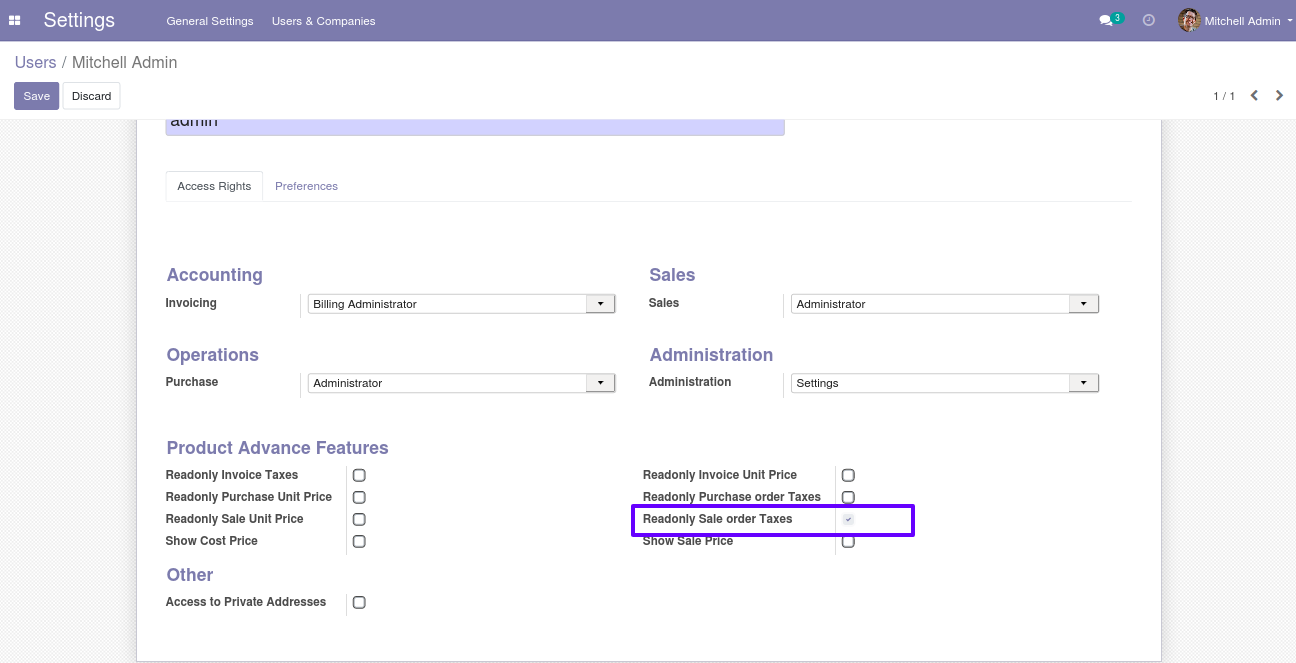 Settings General Settings Users & Companies 3 Mitchell Admin
Users / Mitchell Admin
Save Discard 1 / 1
admin
Access Rights Preferences
Accounting Sales
Invoicing Billing Administrator Sales Administrator
Operations Administration
Purchase Administrator Administration Settings
Product Advance Features
Readonly Invoice Taxes Readonly Invoice Unit Price
Readonly Purchase Unit Price Readonly Purchase order Taxes
Readonly Sale Unit Price Readonly Sale order Taxes
Show Cost Price Show Sale Price
Other
Access to Private Addresses